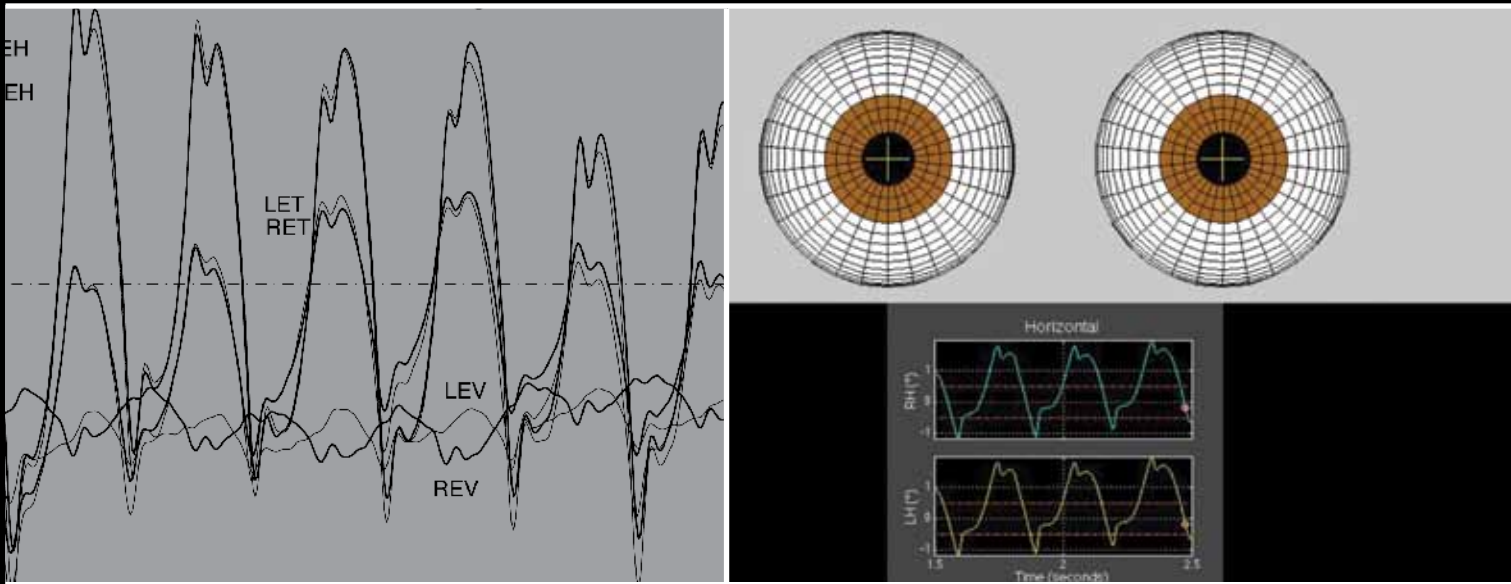 EH
EH
LET
RET
LEV
REV
Horizontal
RH (°)
1
0
-1
LH (°)
1
0
-1
1.5
2
2.5
Time (seconds)